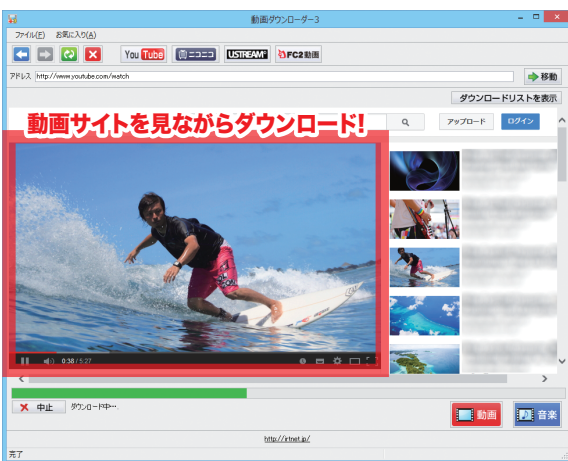 動画ダウンローダー3
ファイル(F) お気に入り(A)
You Tube ニコニコ USTREAM FC2動画
アドレス http://www.youtube.com/watch 移動
ダウンロードリストを表示
動画サイトを見ながらダウンロード!
アップロード ログイン
0:38 / 5:27
中止 ダウンロード中….
動画 音楽
http://irtnet.jp/
完了